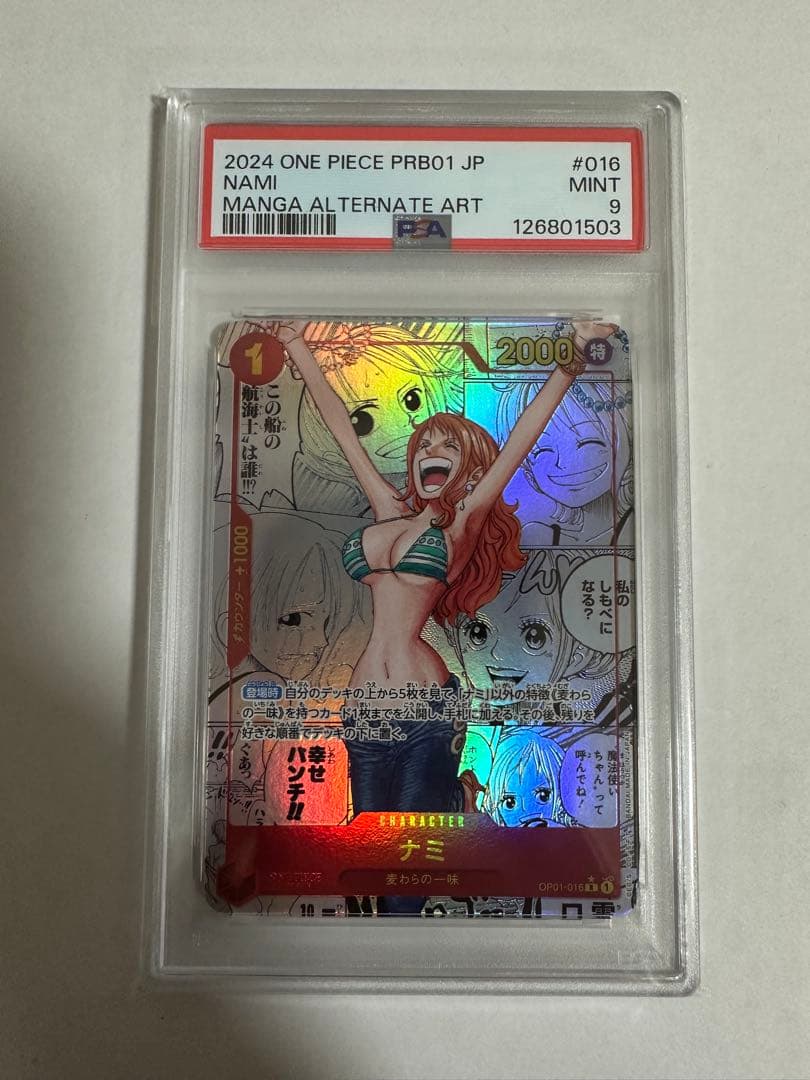 2024 ONE PIECE PRB01 JP #016
NAMI MINT
MANGA ALTERNATE ART 9
PSA 126801503
1
2000 特
この船の
"航海士"は誰!!?
カウンター +1000
私の
しもべに
なる?
登場時 自分のデッキの上から5枚を見て、「ナミ」以外の特徴《麦わら
の一味》を持つカード1枚までを公開し、手札に加える。その後、残りを
好きな順番でデッキの下に置く。
ぐあっ
幸せ
パンチ!!
魔法使い
ちゃん"って
呼んでね!
CHARACTER
ナミ
麦わらの一味
OP01-016 R 1